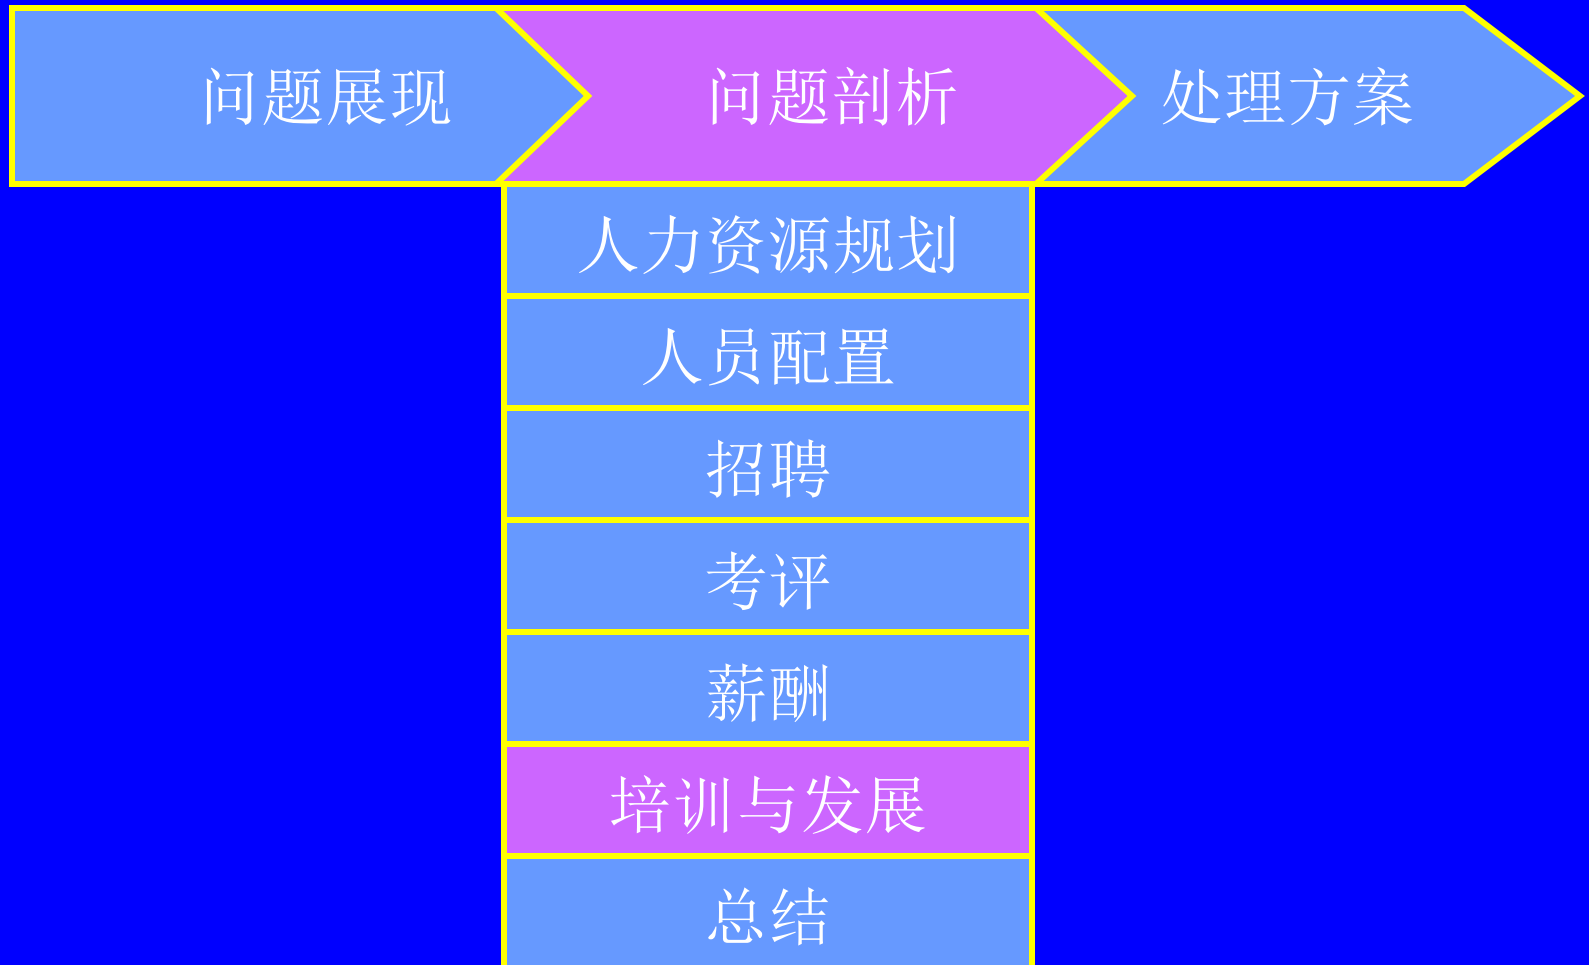 问题展现 问题剖析 处理方案
人力资源规划
人员配置
招聘
考评
薪酬
培训与发展
总结